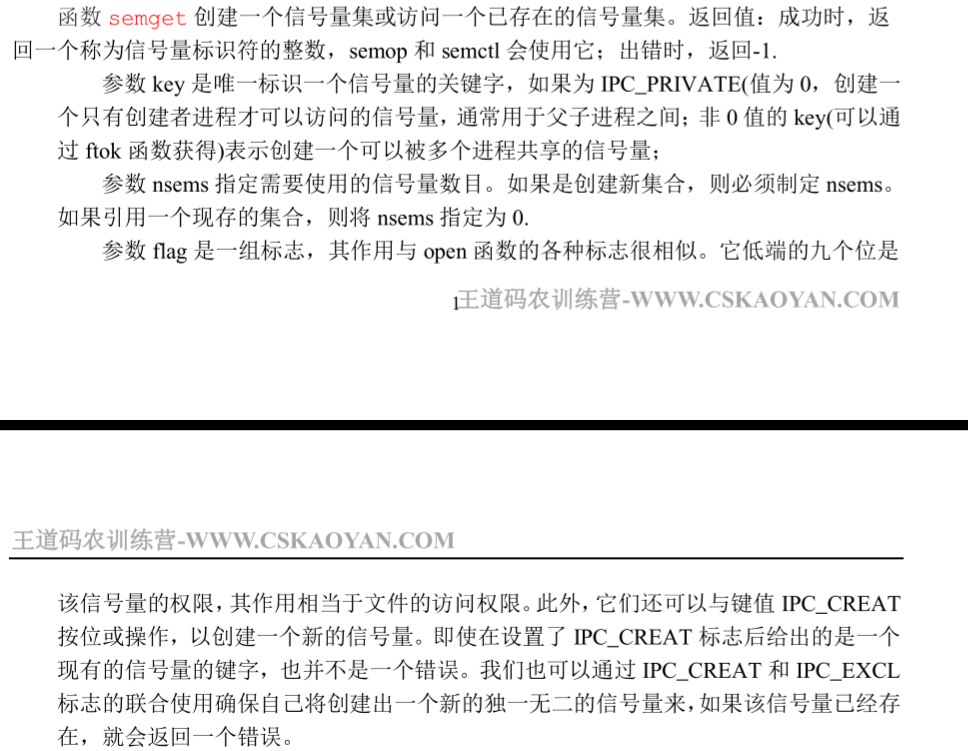 函数 semget 创建一个信号量集或访问一个已存在的信号量集。返回值：成功时，返
回一个称为信号量标识符的整数，semop 和 semctl 会使用它；出错时，返回-1.
参数 key 是唯一标识一个信号量的关键字，如果为 IPC_PRIVATE(值为 0，创建一
个只有创建者进程才可以访问的信号量，通常用于父子进程之间；非 0 值的 key(可以通
过 ftok 函数获得)表示创建一个可以被多个进程共享的信号量；
参数 nsems 指定需要使用的信号量数目。如果是创建新集合，则必须制定 nsems。
如果引用一个现存的集合，则将 nsems 指定为 0.
参数 flag 是一组标志，其作用与 open 函数的各种标志很相似。它低端的九个位是
1王道码农训练营-WWW.CSKAOYAN.COM
王道码农训练营-WWW.CSKAOYAN.COM
该信号量的权限，其作用相当于文件的访问权限。此外，它们还可以与键值 IPC_CREAT
按位或操作，以创建一个新的信号量。即使在设置了 IPC_CREAT 标志后给出的是一个
现有的信号量的键字，也并不是一个错误。我们也可以通过 IPC_CREAT 和 IPC_EXCL
标志的联合使用确保自己将创建出一个新的独一无二的信号量来，如果该信号量已经存
在，就会返回一个错误。